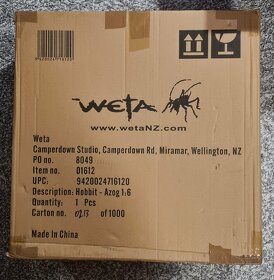 WETA
www.wetaNZ.com
Weta
Camperdown Studio, Camperdown Rd, Miramar, Wellington, NZ
PO no. 8049
Item no. 01612
UPC: 9420024716120
Description: Hobbit - Azog 1:6
Quantity: 1 Pcs
Carton no. 0213 of 1000
Made In China